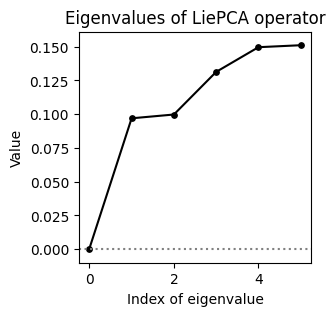 Eigenvalues of LiePCA operator
0.150
0.125
0.100
0.075
0.050
0.025
0.000
Value
0 2 4
Index of eigenvalue